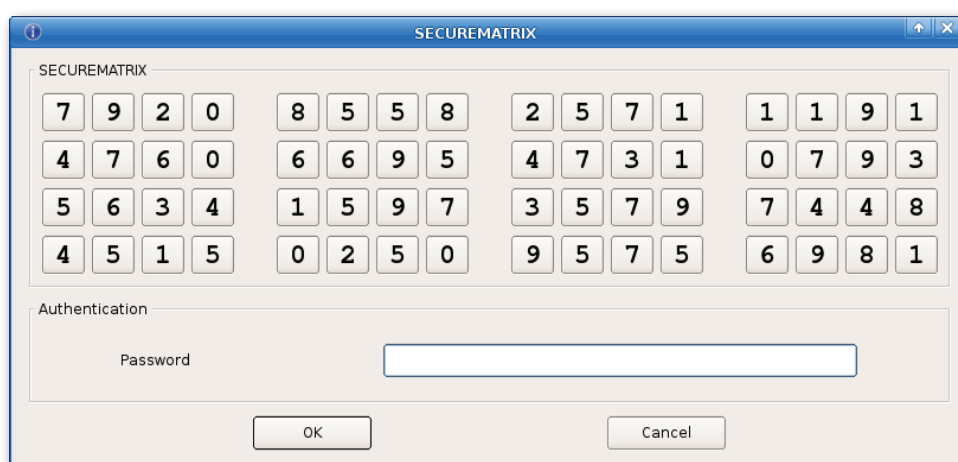 SECUREMATRIX
SECUREMATRIX
7 9 2 0 8 5 5 8 2 5 7 1 1 1 9 1
4 7 6 0 6 6 9 5 4 7 3 1 0 7 9 3
5 6 3 4 1 5 9 7 3 5 7 9 7 4 4 8
4 5 1 5 0 2 5 0 9 5 7 5 6 9 8 1
Authentication
Password
OK Cancel